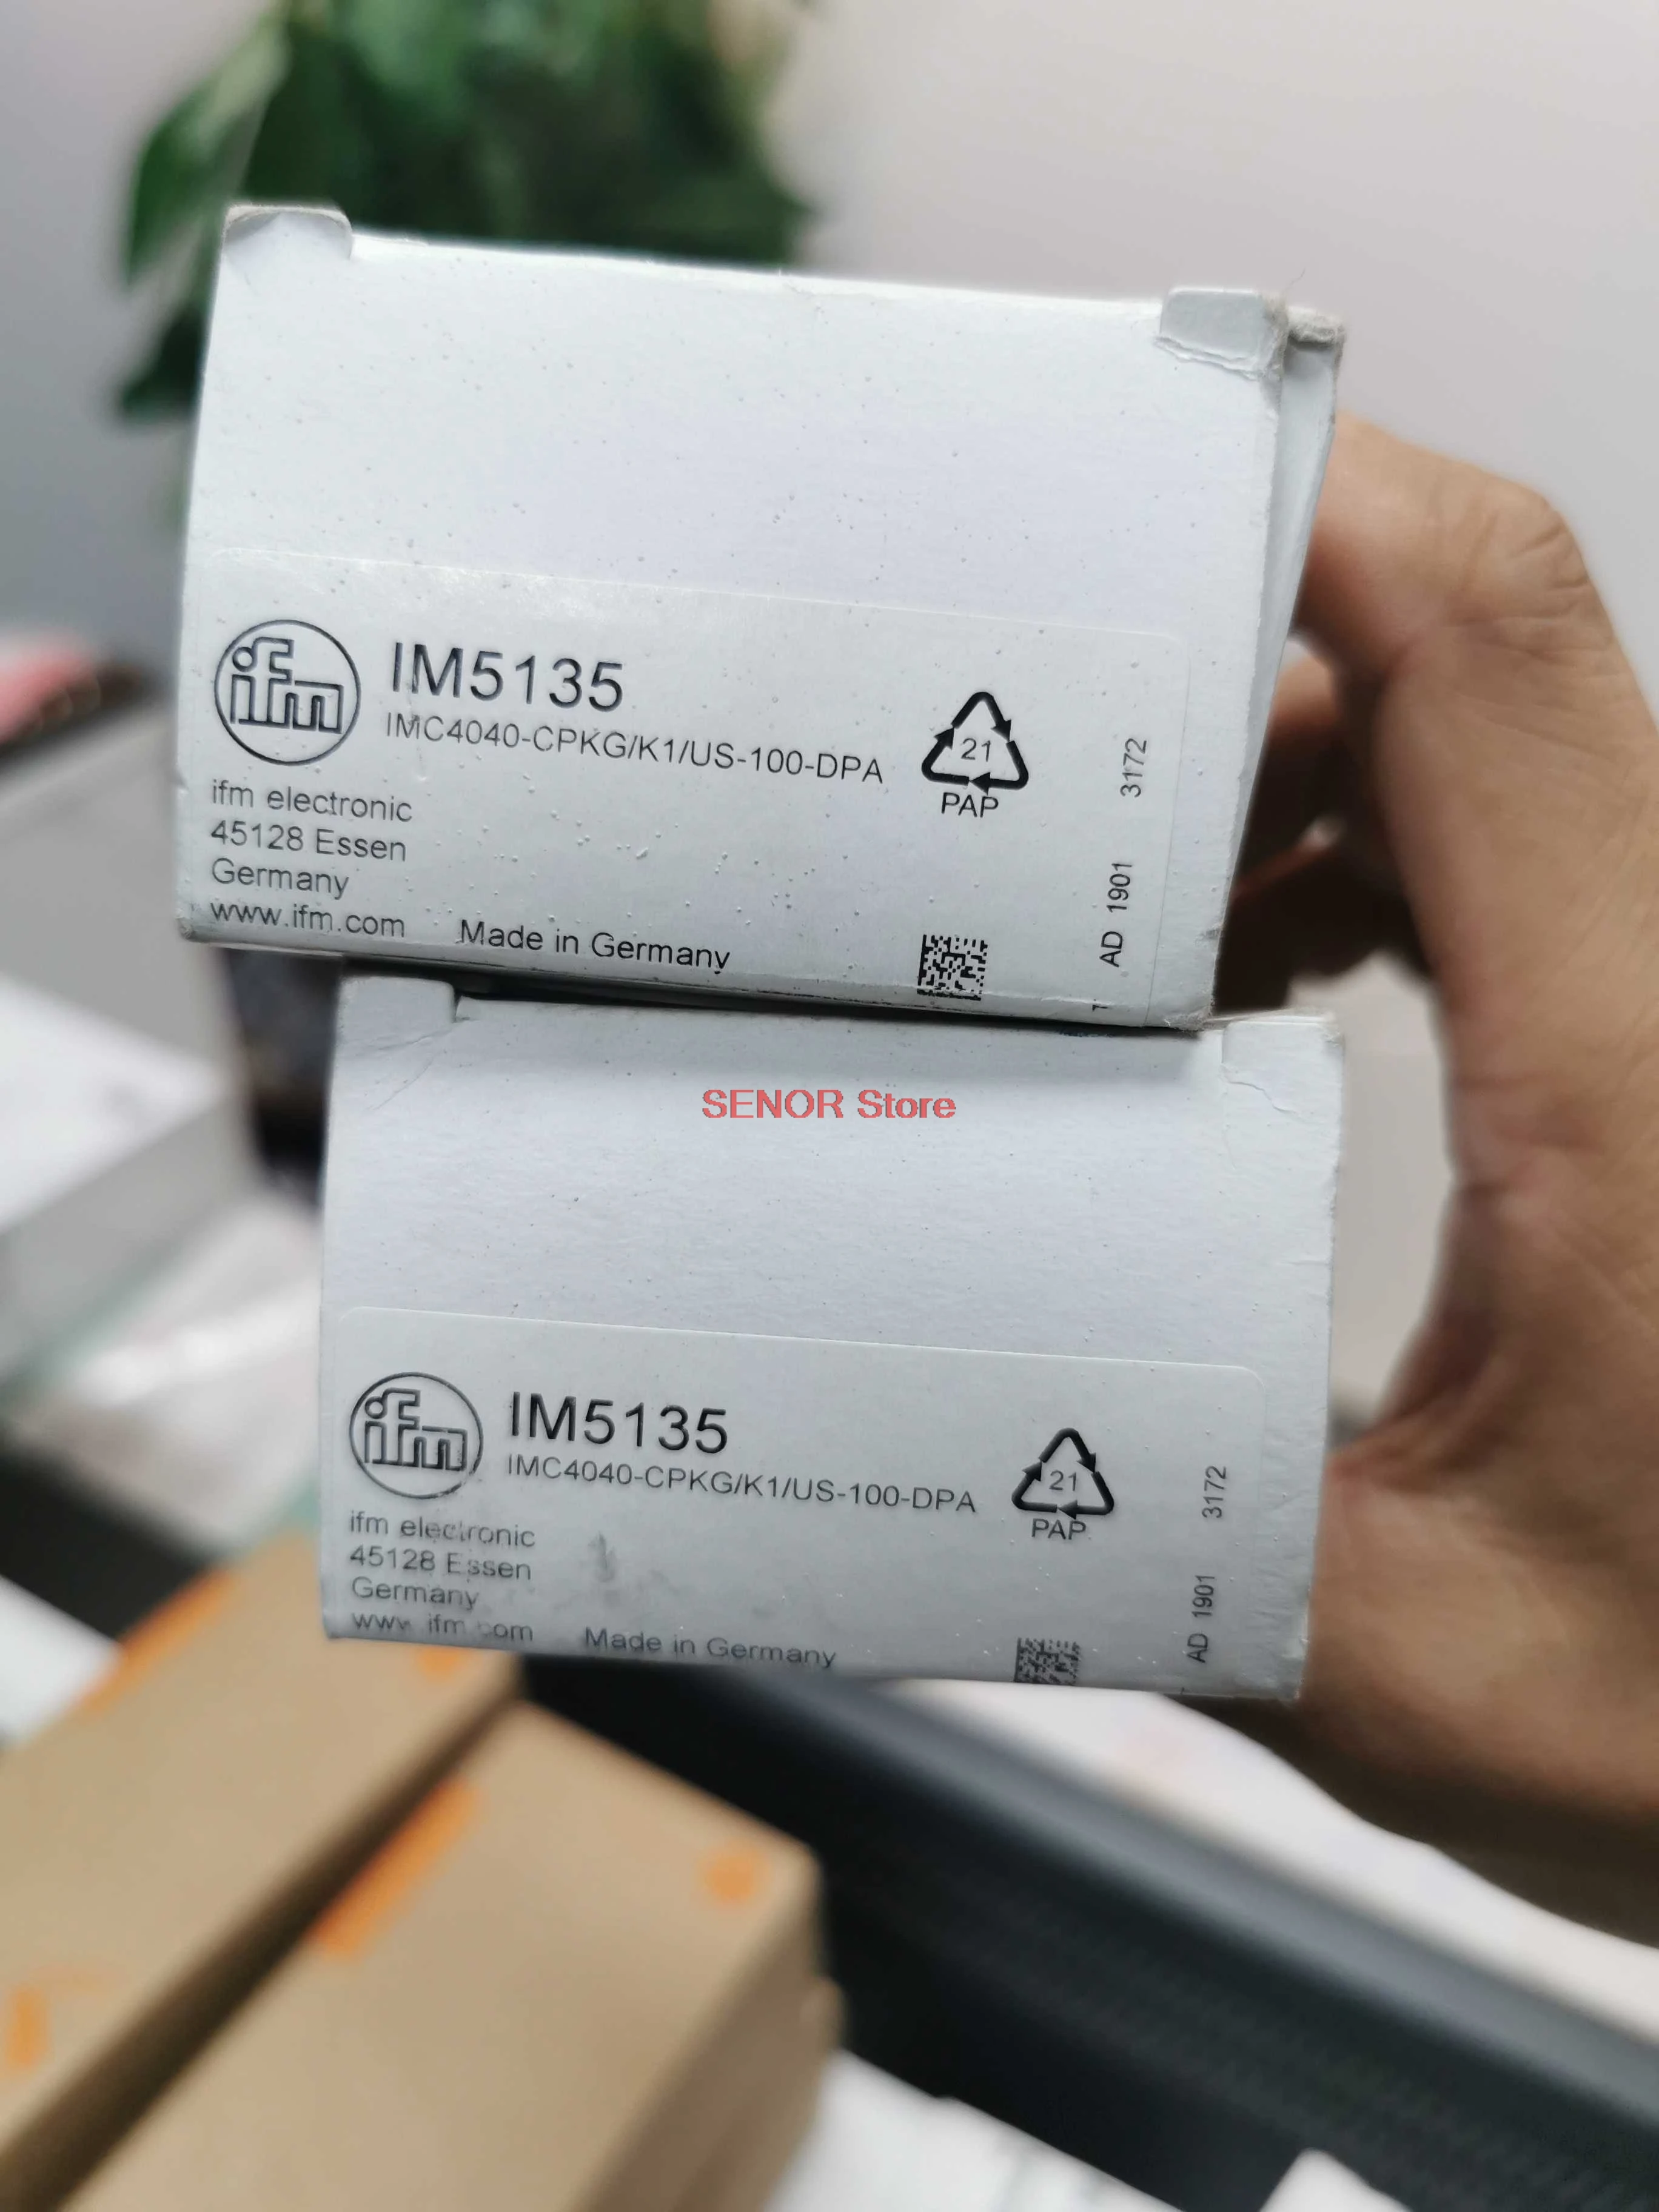 ifm
IM5135
IMC4040-CPKG/K1/US-100-DPA
21
PAP
3172
AD 1901
ifm electronic
45128 Essen
Germany
www.ifm.com
Made in Germany
SENOR Store
ifm
IM5135
IMC4040-CPKG/K1/US-100-DPA
21
PAP
3172
AD 1901
ifm electronic
45128 Essen
Germany
www ifm com
Made in Germany